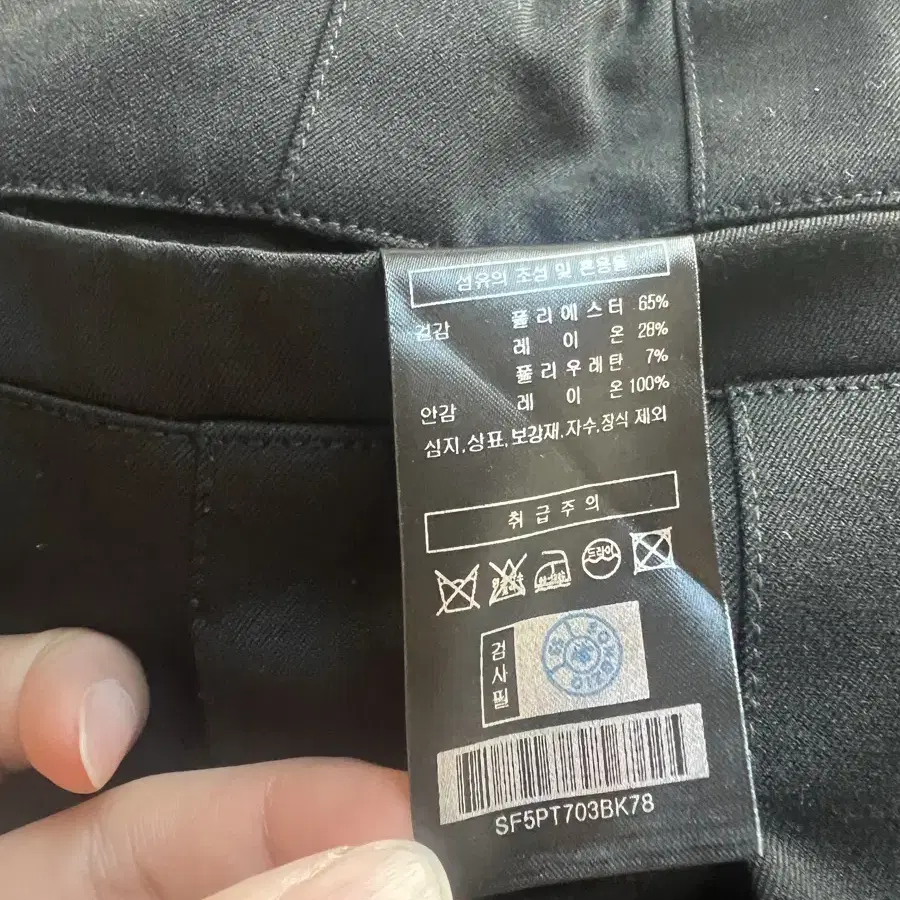 섬유의 조성 및 혼용율
겉감 폴리에스터 65%
레이온 28%
폴리우레탄 7%
안감 레이온 100%
심지,상표,보강재,자수,장식 제외
취급주의
드라이
검사필
SF5PT703BK78